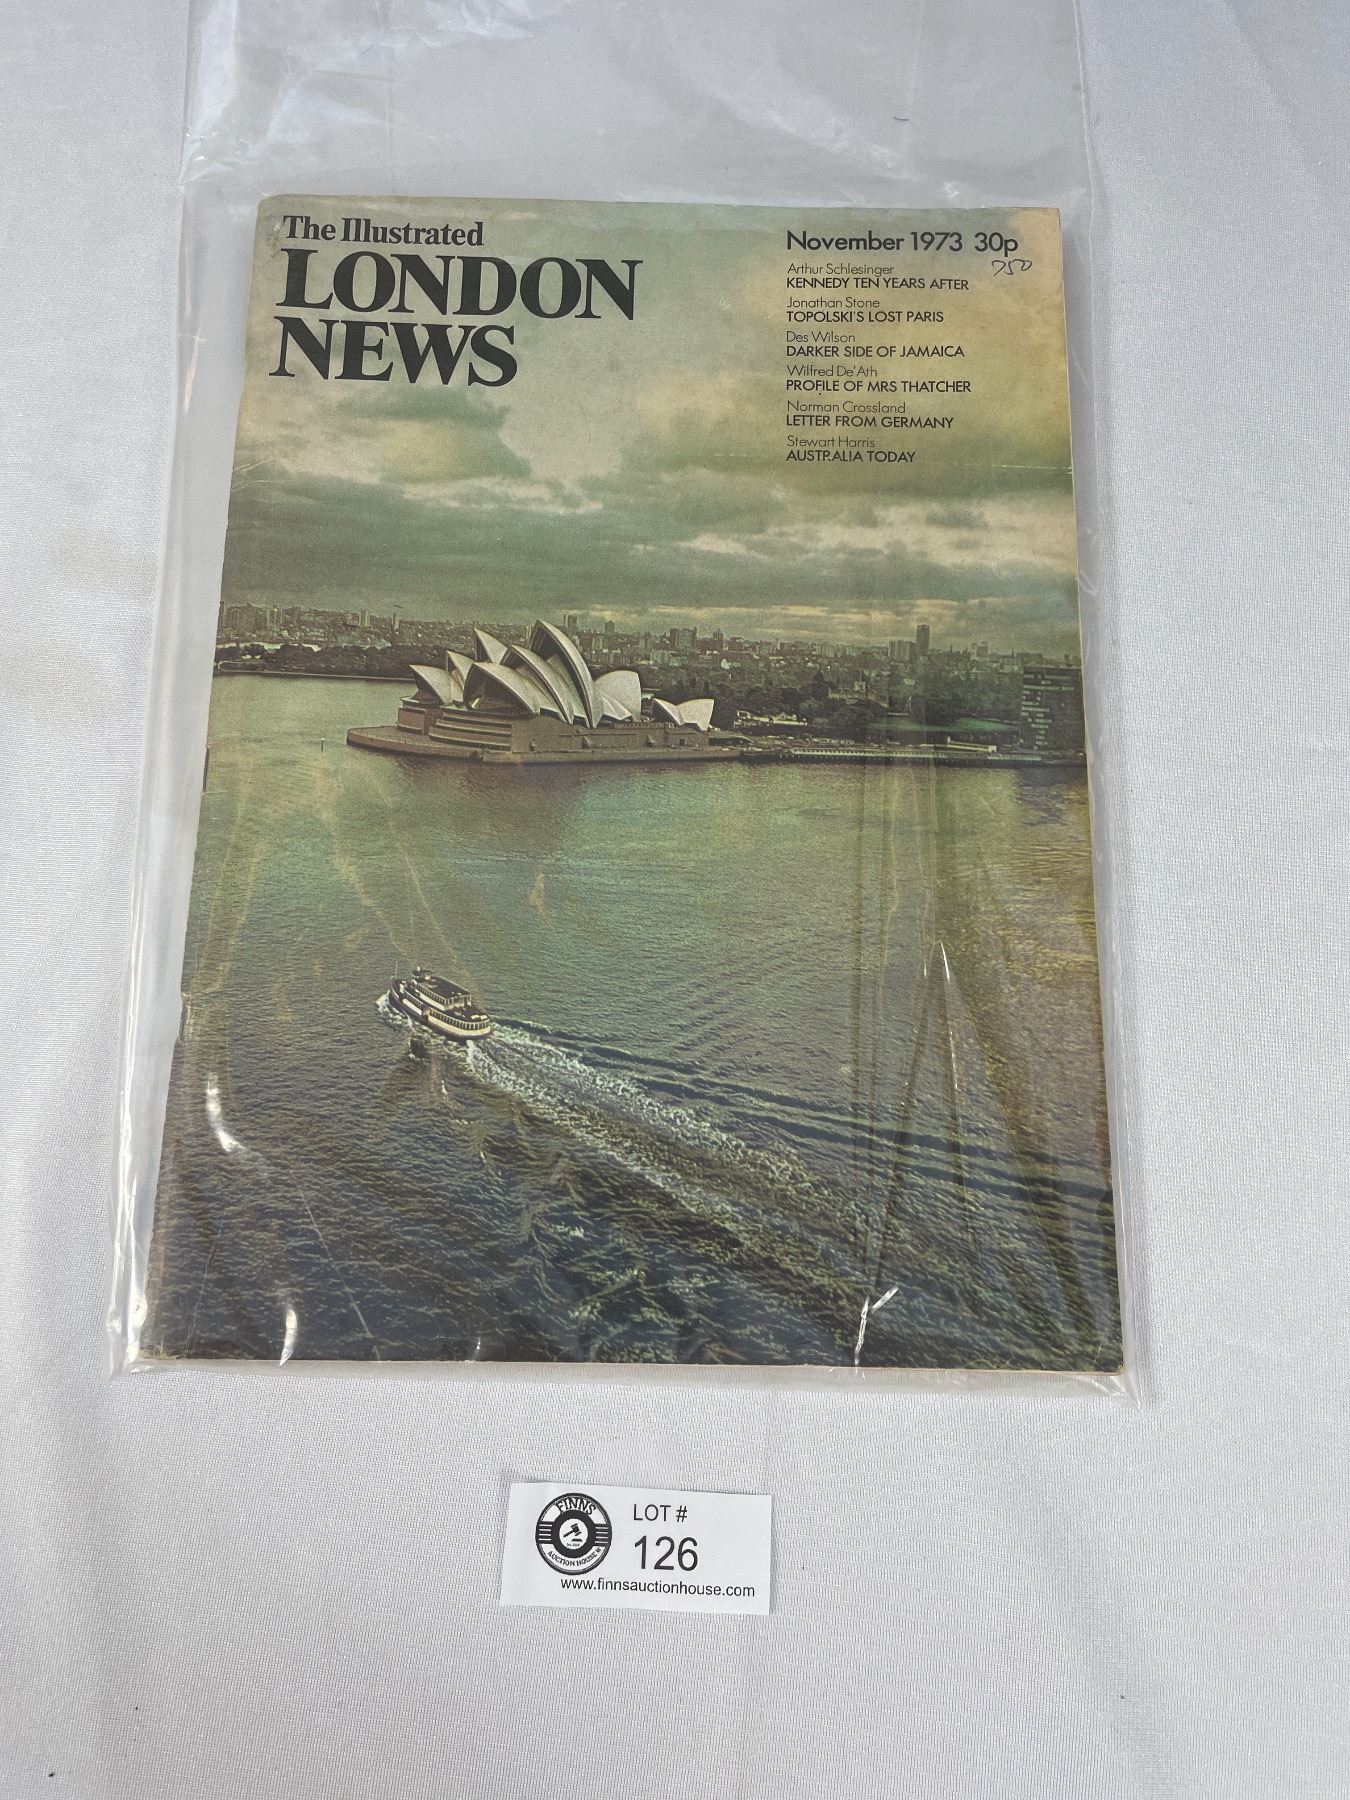 The Illustrated
LONDON
NEWS
November 1973 30p
750
Arthur Schlesinger
KENNEDY TEN YEARS AFTER
Jonathan Stone
TOPOLSKI'S LOST PARIS
Des Wilson
DARKER SIDE OF JAMAICA
Wilfred De'Ath
PROFILE OF MRS THATCHER
Norman Crossland
LETTER FROM GERMANY
Stewart Harris
AUSTRALIA TODAY
FINNS
AUCTION HOUSE
LOT #
126
www.finnsauctionhouse.com